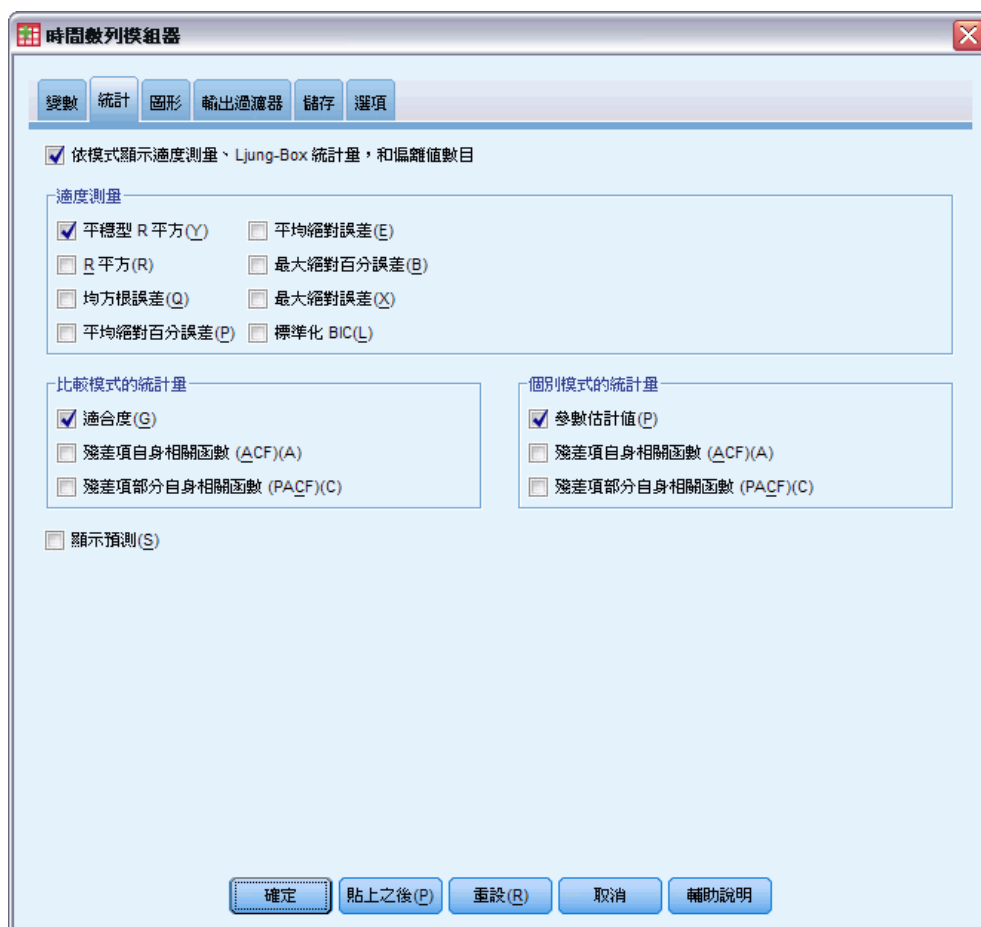 時間數列模組器
變數 統計 圖形 輸出過濾器 儲存 選項
依模式顯示適度測量、Ljung-Box 統計量，和偏離值數目
適度測量
平穩型 R 平方(Y) 平均絕對誤差(E)
R 平方(R) 最大絕對百分誤差(B)
均方根誤差(Q) 最大絕對誤差(X)
平均絕對百分誤差(P) 標準化 BIC(L)
比較模式的統計量
適合度(G)
殘差項自身相關函數 (ACF)(A)
殘差項部分自身相關函數 (PACF)(C)
個別模式的統計量
參數估計值(P)
殘差項自身相關函數 (ACF)(A)
殘差項部分自身相關函數 (PACF)(C)
顯示預測(S)
確定 貼上之後(P) 重設(R) 取消 輔助說明